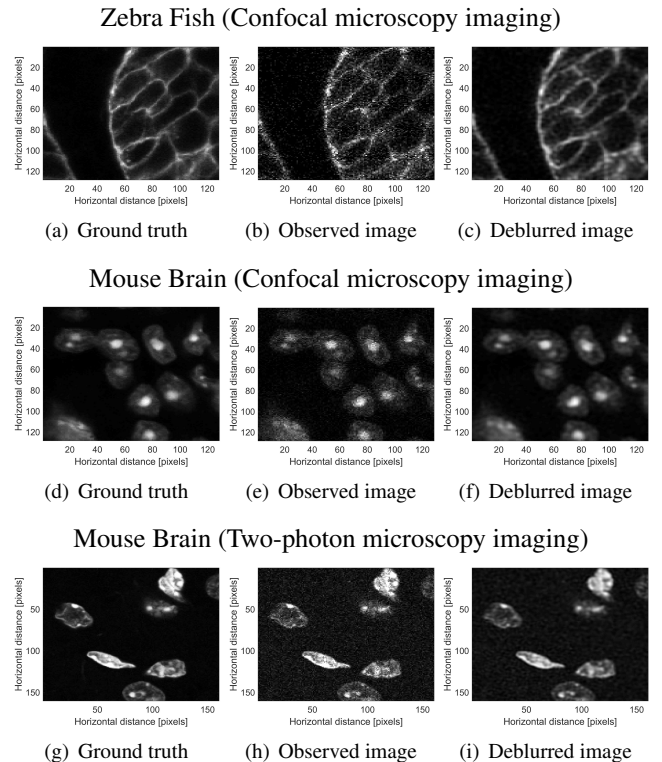 Zebra Fish (Confocal microscopy imaging)
Horizontal distance [pixels]
20
40
60
80
100
120
20 40 60 80 100 120
Horizontal distance [pixels]
Horizontal distance [pixels]
20
40
60
80
100
120
20 40 60 80 100 120
Horizontal distance [pixels]
Horizontal distance [pixels]
20
40
60
80
100
120
20 40 60 80 100 120
Horizontal distance [pixels]
(a) Ground truth
(b) Observed image
(c) Deblurred image
Mouse Brain (Confocal microscopy imaging)
Horizontal distance [pixels]
20
40
60
80
100
120
20 40 60 80 100 120
Horizontal distance [pixels]
Horizontal distance [pixels]
20
40
60
80
100
120
20 40 60 80 100 120
Horizontal distance [pixels]
Horizontal distance [pixels]
20
40
60
80
100
120
20 40 60 80 100 120
Horizontal distance [pixels]
(d) Ground truth
(e) Observed image
(f) Deblurred image
Mouse Brain (Two-photon microscopy imaging)
Horizontal distance [pixels]
50
100
150
50 100 150
Horizontal distance [pixels]
Horizontal distance [pixels]
50
100
150
50 100 150
Horizontal distance [pixels]
Horizontal distance [pixels]
50
100
150
50 100 150
Horizontal distance [pixels]
(g) Ground truth
(h) Observed image
(i) Deblurred image